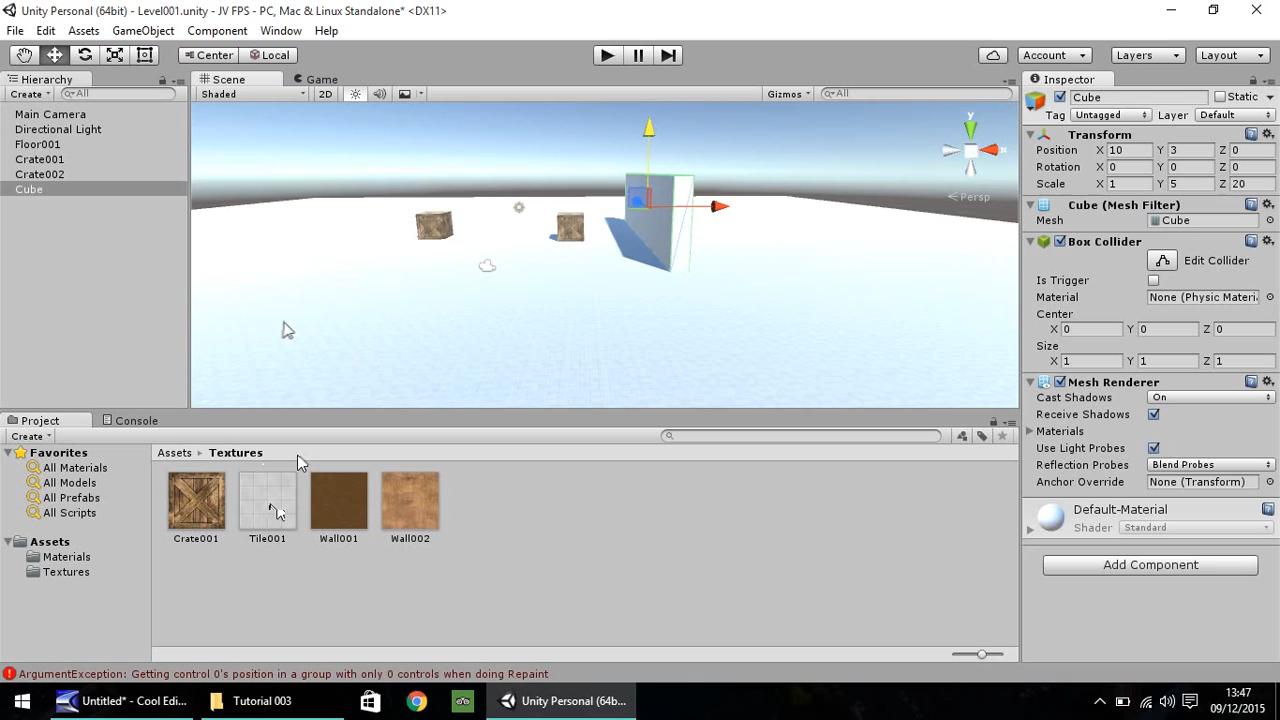 Unity Personal (64bit) - Level001.unity - JV FPS - PC, Mac & Linux Standalone* <DX11>
File Edit Assets GameObject Component Window Help
Center Local Account Layers Layout
Hierarchy Scene Game Inspector
Create All Shaded 2D Gizmos All Cube Static
Main Camera Tag Untagged Layer Default
Directional Light y Transform
Floor001 x Position X 10 Y 3 Z 0
Crate001 Rotation X 0 Y 0 Z 0
Crate002 Persp Scale X 1 Y 5 Z 20
Cube Cube (Mesh Filter)
Mesh Cube
Box Collider
Edit Collider
Is Trigger
Material None (Physic Materi
Center
X 0 Y 0 Z 0
Size
X 1 Y 1 Z 1
Mesh Renderer
Cast Shadows On
Project Console Receive Shadows
Create Materials
Favorites Assets Textures Use Light Probes
All Materials Reflection Probes Blend Probes
All Models Anchor Override None (Transform)
All Prefabs
All Scripts Default-Material
Shader Standard
Crate001 Tile001 Wall001 Wall002
Assets
Materials
Textures Add Component
ArgumentException: Getting control 0's position in a group with only 0 controls when doing Repaint
Untitled* - Cool Edi... Tutorial 003 Unity Personal (64b... 13:47
09/12/2015